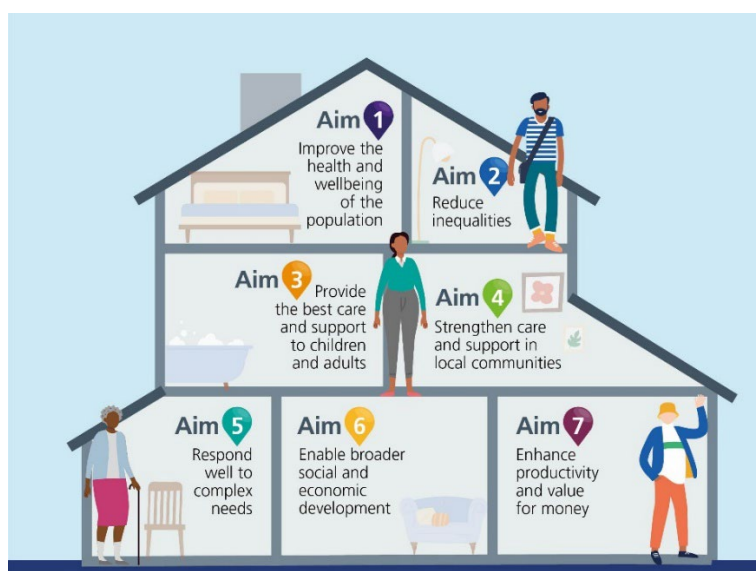 Aim 1
Improve the
health and
wellbeing
of the
population
Aim 2
Reduce
inequalities
Aim 3
Provide
the best care
and support
to children
and adults
Aim 4
Strengthen care
and support in
local communities
Aim 5
Respond
well to
complex
needs
Aim 6
Enable broader
social and
economic
development
Aim 7
Enhance
productivity
and value
for money